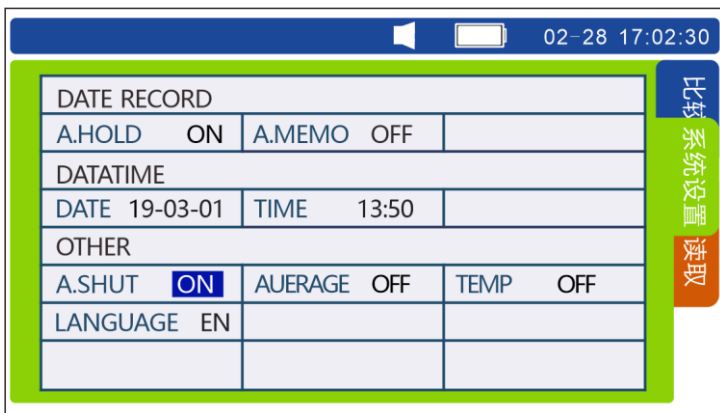 02-28 17:02:30
DATE RECORD
A.HOLD ON A.MEMO OFF
DATATIME
DATE 19-03-01 TIME 13:50
OTHER
A.SHUT ON AUERAGE OFF TEMP OFF
LANGUAGE EN
比较
系统设置
读取